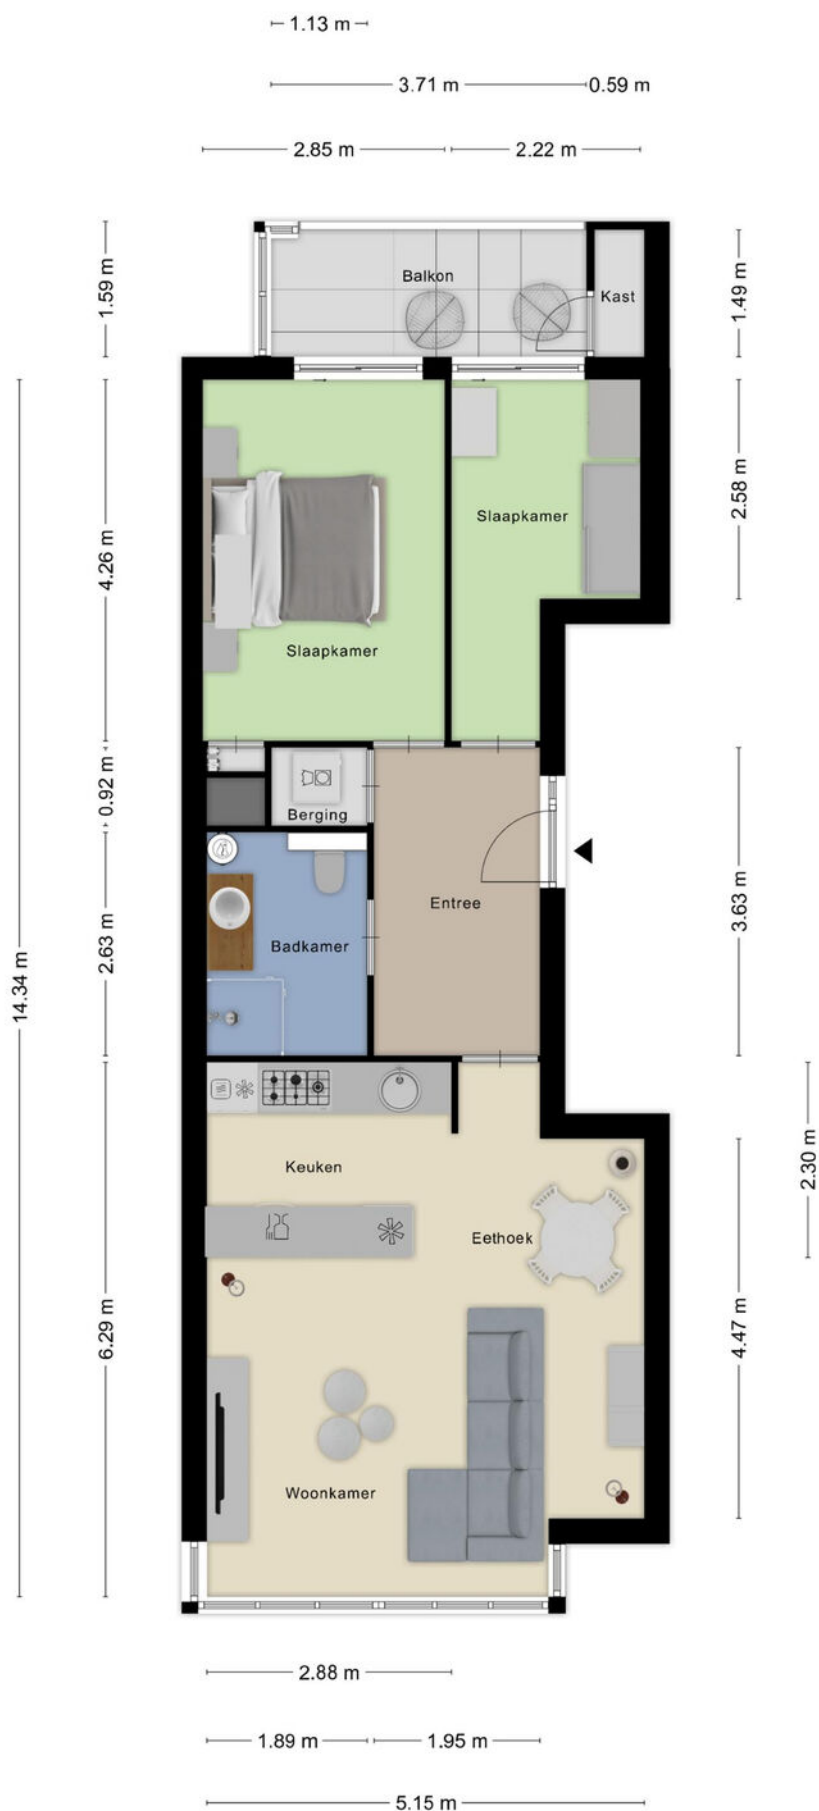 1.13 m
3.71 m
0.59 m
2.85 m
2.22 m
1.59 m
Balkon
Kast
1.49 m
4.26 m
Slaapkamer
2.58 m
Slaapkamer
0.92 m
Berging
14.34 m
2.63 m
Badkamer
Entree
3.63 m
Keuken
2.30 m
Eethoek
6.29 m
4.47 m
Woonkamer
2.88 m
1.89 m
1.95 m
5.15 m